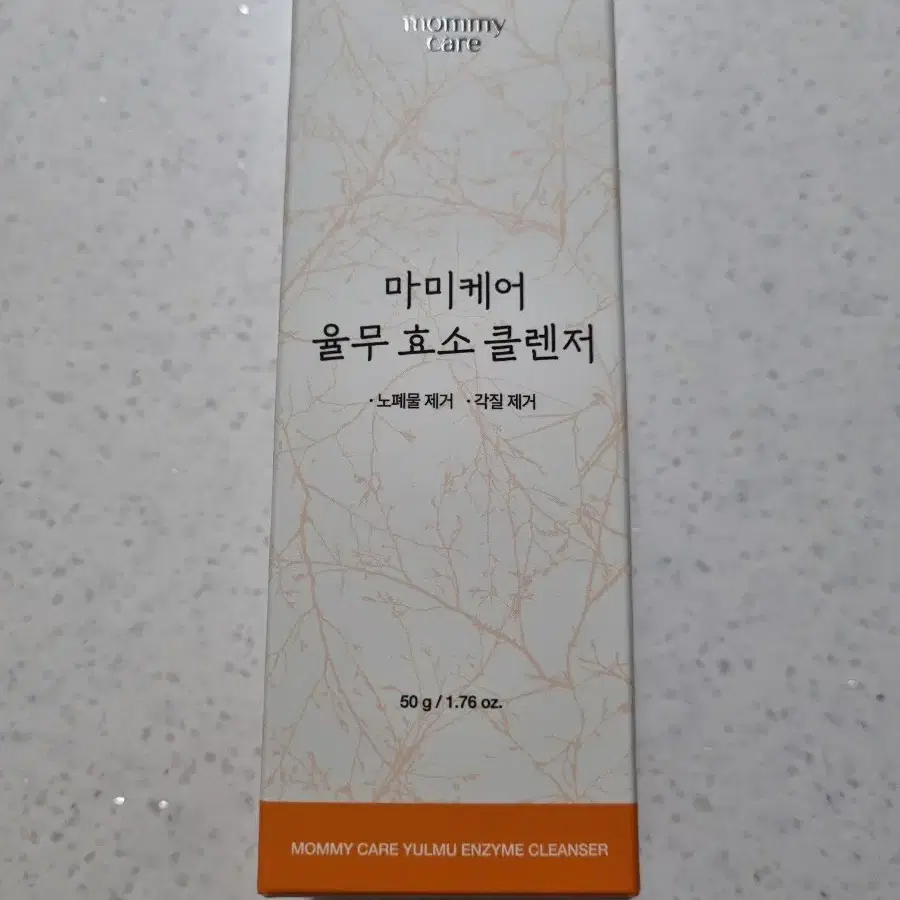 mommy
care
마미케어
율무 효소 클렌저
· 노폐물 제거 · 각질 제거
50 g / 1.76 oz.
MOMMY CARE YULMU ENZYME CLEANSER